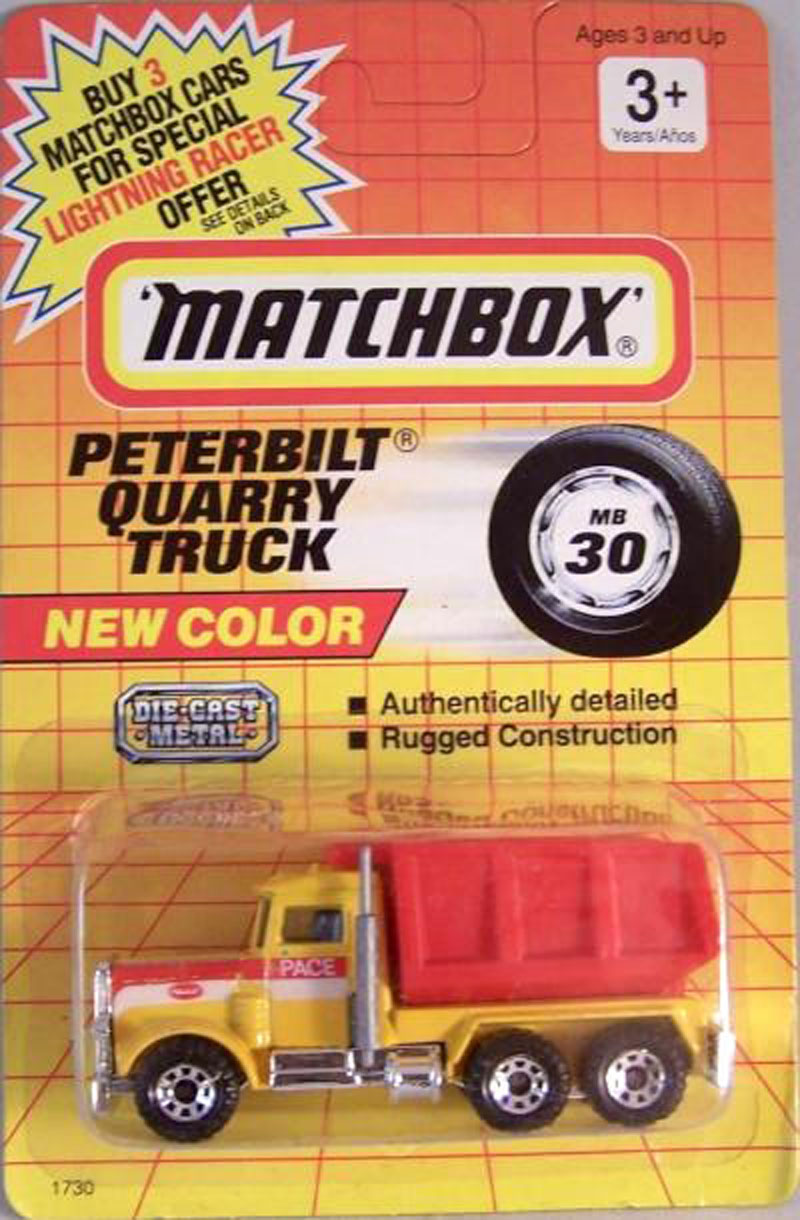 Ages 3 and Up
3+
Years/Años
BUY 3
MATCHBOX CARS
FOR SPECIAL
LIGHTNING RACER
OFFER
SEE DETAILS
ON BACK
'MATCHBOX'®
PETERBILT®
QUARRY
TRUCK
MB
30
NEW COLOR
DIE-CAST
METAL
■ Authentically detailed
■ Rugged Construction
PACE
1730